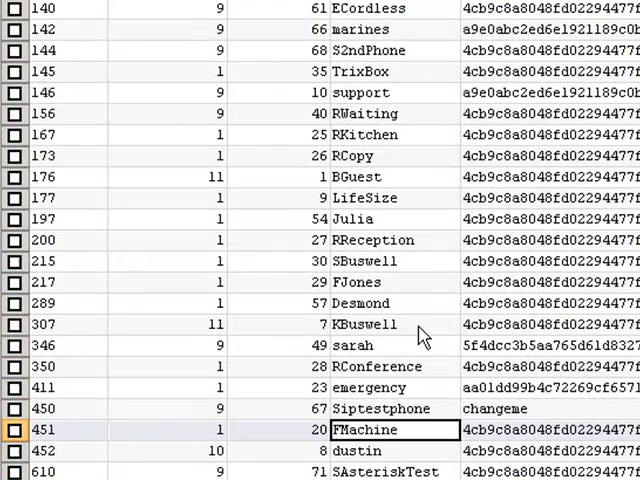 140 9 61 ECordless 4cb9c8a8048fd02294477f
142 9 66 marines a9e0abc2ed6e1921189c0b
144 9 68 S2ndPhone 4cb9c8a8048fd02294477f
145 1 35 TrixBox 4cb9c8a8048fd02294477f
146 9 10 support a9e0abc2ed6e1921189c0b
156 9 40 RWaiting 4cb9c8a8048fd02294477f
167 1 25 RKitchen 4cb9c8a8048fd02294477f
173 1 26 RCopy 4cb9c8a8048fd02294477f
176 11 1 BGuest 4cb9c8a8048fd02294477f
177 1 9 LifeSize 4cb9c8a8048fd02294477f
197 1 54 Julia 4cb9c8a8048fd02294477f
200 1 27 RReception 4cb9c8a8048fd02294477f
215 1 30 SBuswell 4cb9c8a8048fd02294477f
217 1 29 FJones 4cb9c8a8048fd02294477f
289 1 57 Desmond 4cb9c8a8048fd02294477f
307 11 7 KBuswell 4cb9c8a8048fd02294477f
346 9 49 sarah 5f4dcc3b5aa765d61d8327
350 1 28 RConference 4cb9c8a8048fd02294477f
411 1 23 emergency aa01dd99b4c72269cf6571
450 9 67 Siptestphone changeme
451 1 20 FMachine 4cb9c8a8048fd02294477f
452 10 8 dustin 4cb9c8a8048fd02294477f
610 9 71 SAsteriskTest 4cb9c8a8048fd02294477f